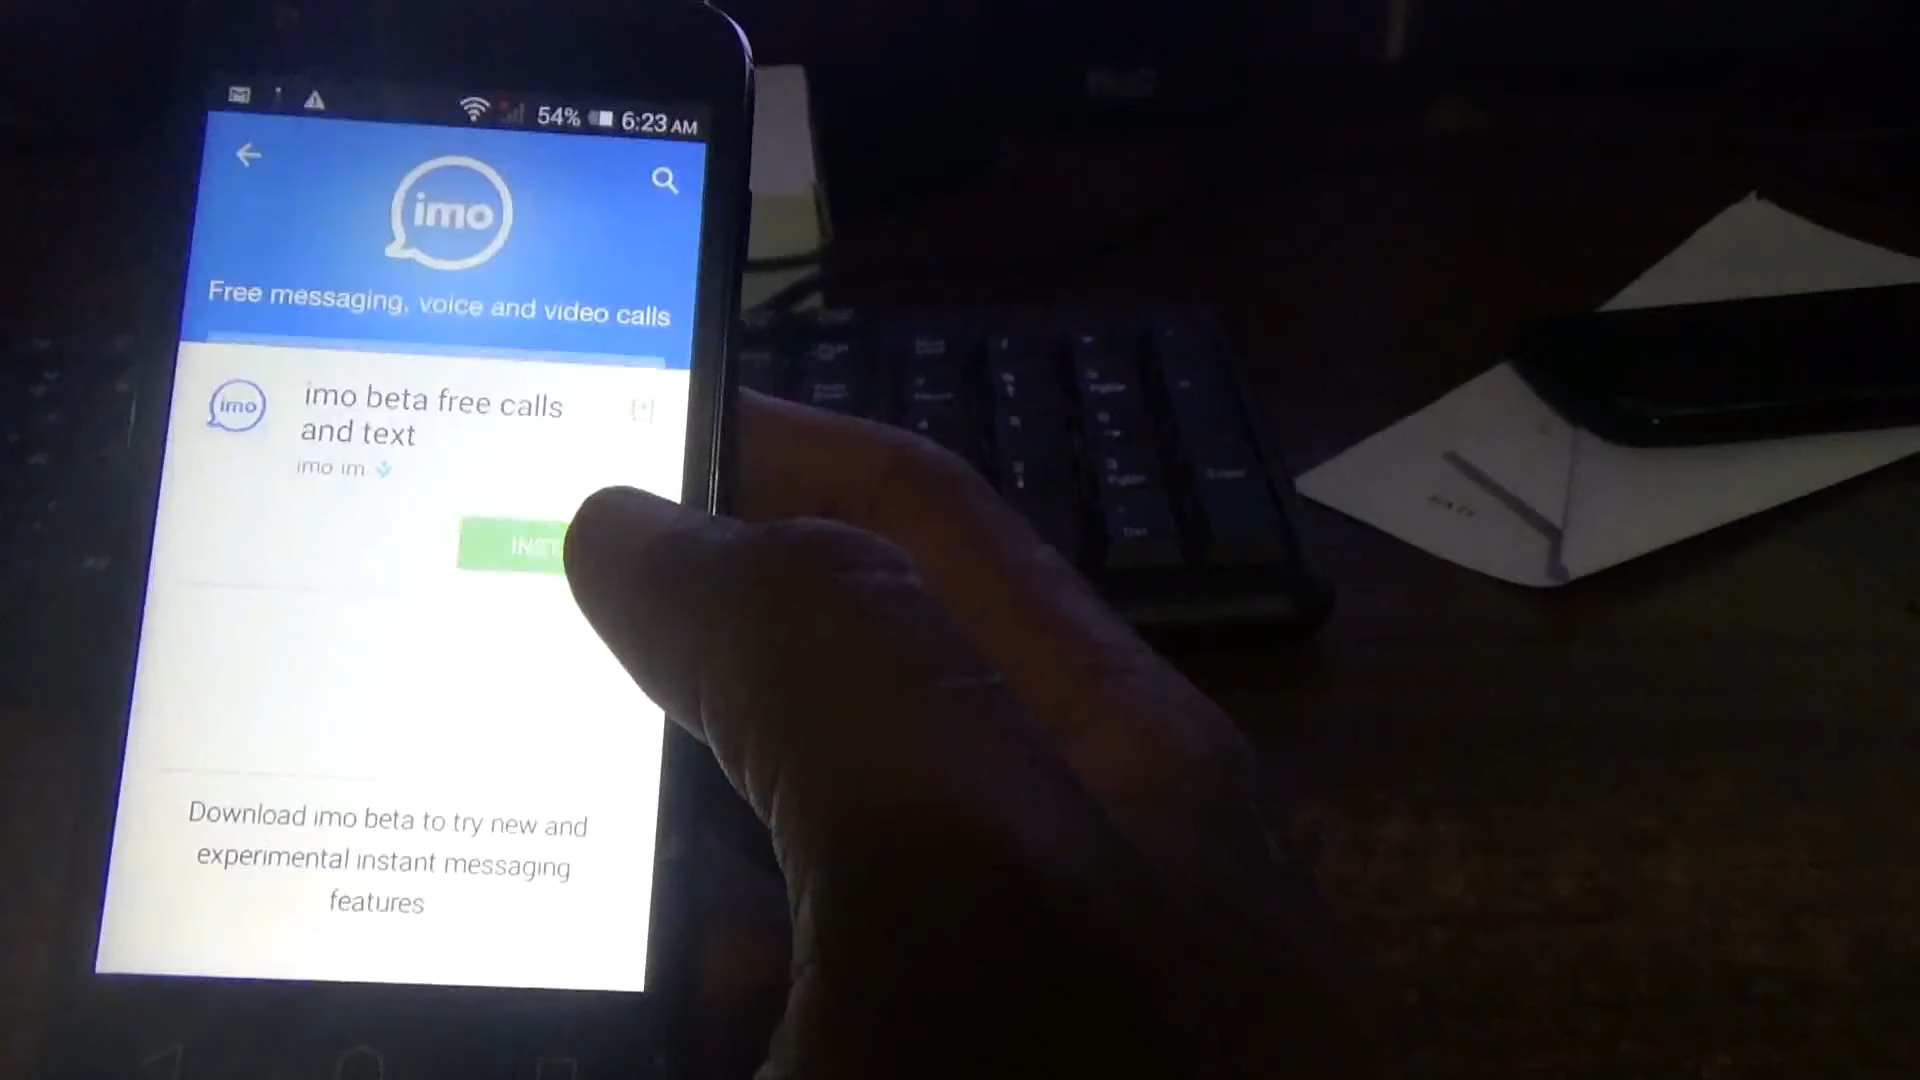 54% 6:23 AM
imo
Free messaging, voice and video calls
imo
imo beta free calls
and text
imo im
INST
Download imo beta to try new and
experimental instant messaging
features